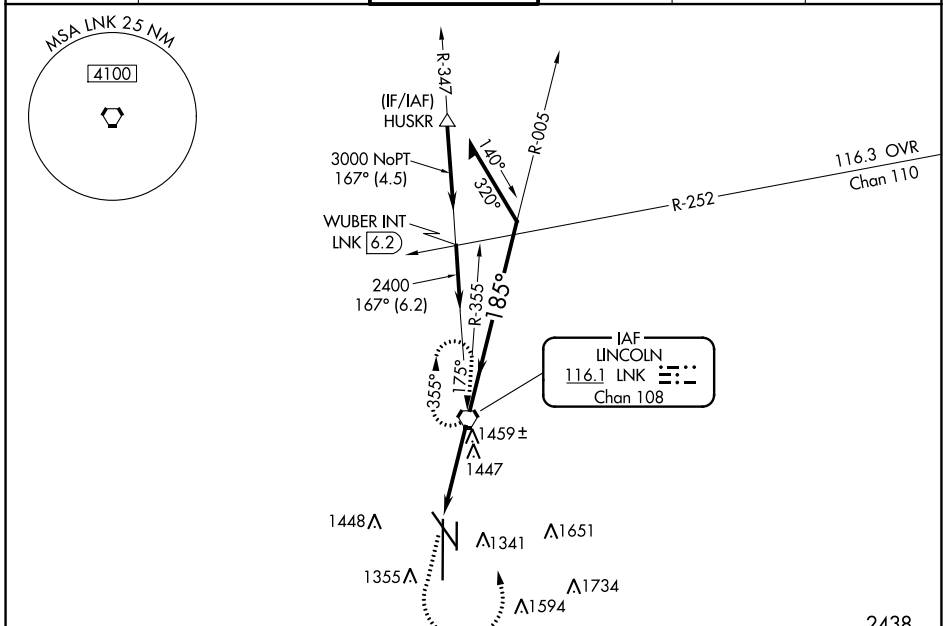 MSA LNK 25 NM
4100
R-347
(IF/IAF)
HUSKR
R-005
140°
320°
3000 NoPT
167° (4.5)
116.3 OVR
Chan 110
R-252
WUBER INT
LNK 6.2
2400
167° (6.2)
R-355
185°
355°
175°
IAF
LINCOLN
116.1 LNK
Chan 108
1459±
1447
1448
1341
1651
1355
1734
1594
2438